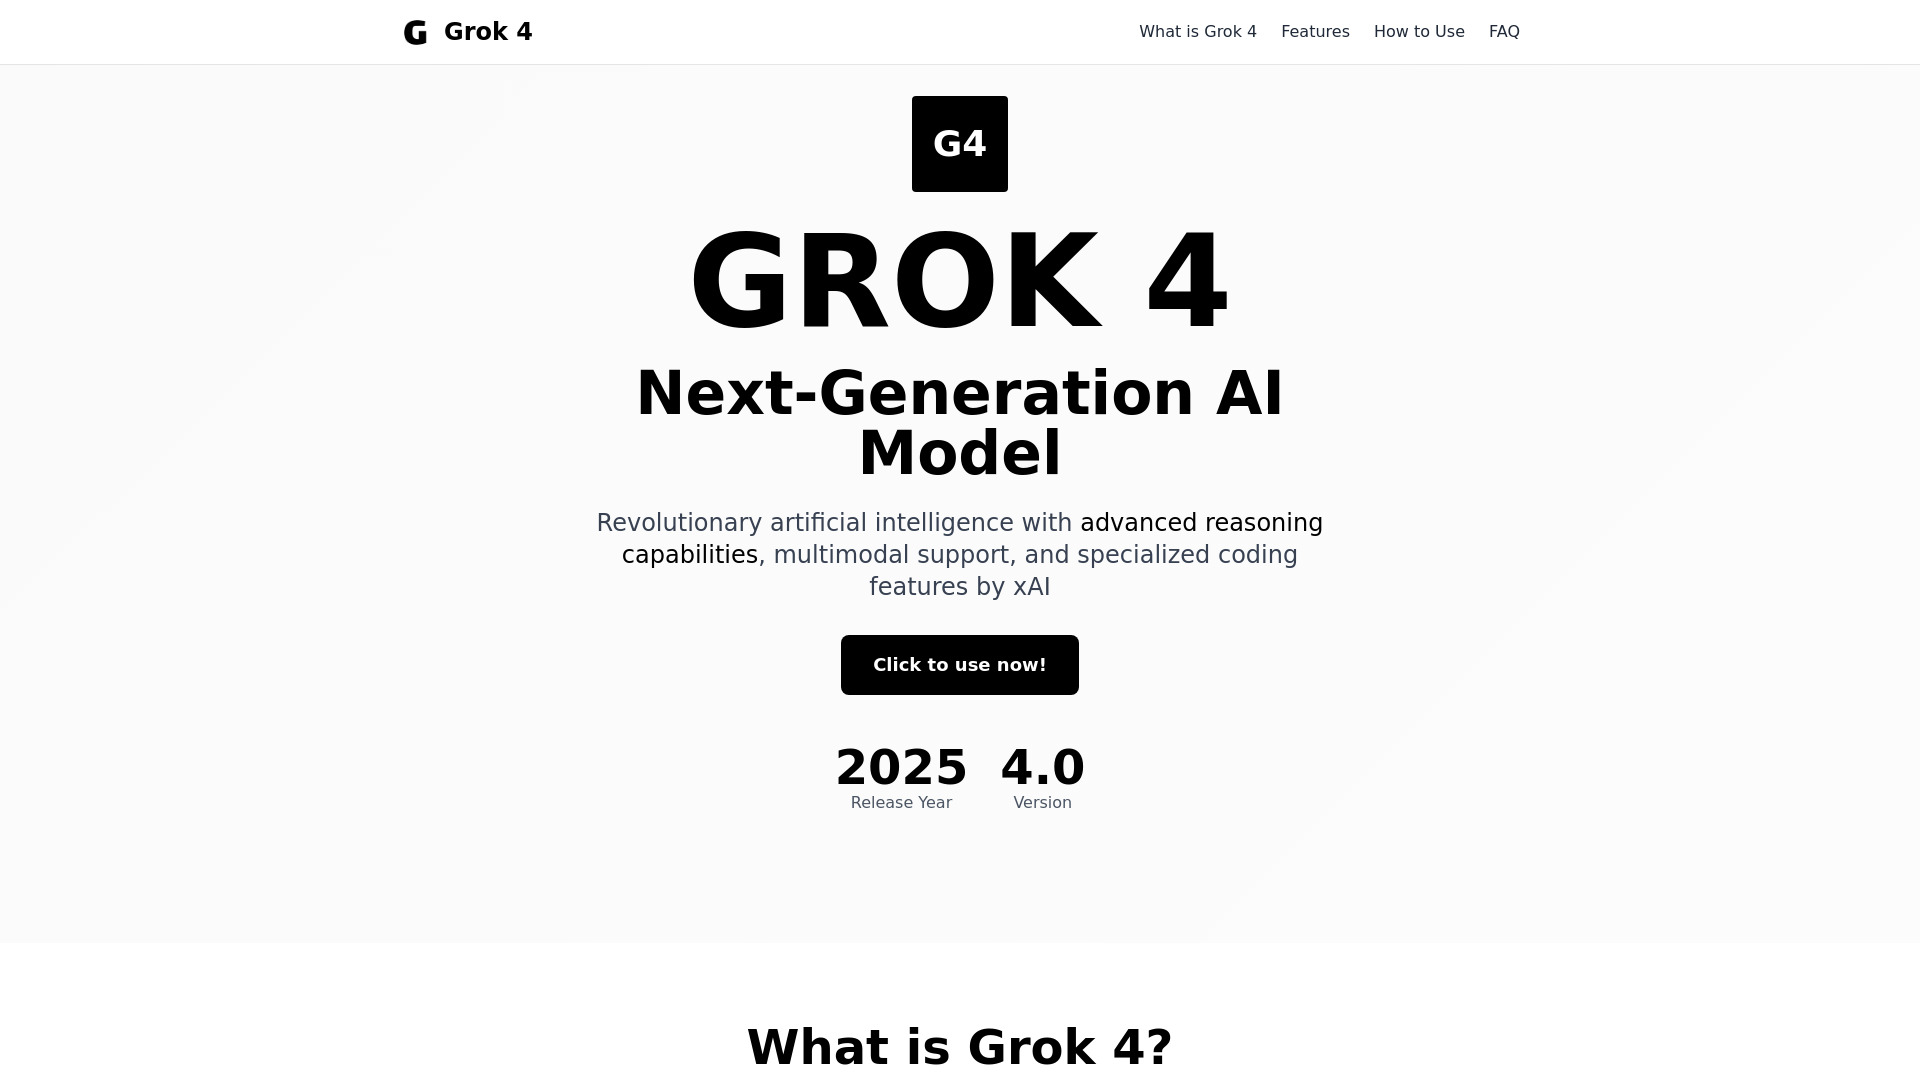 G Grok 4
What is Grok 4 Features How to Use FAQ
G4
GROK 4
Next-Generation AI
Model
Revolutionary artificial intelligence with advanced reasoning
capabilities, multimodal support, and specialized coding
features by xAI
Click to use now!
2025 4.0
Release Year Version
What is Grok 4?